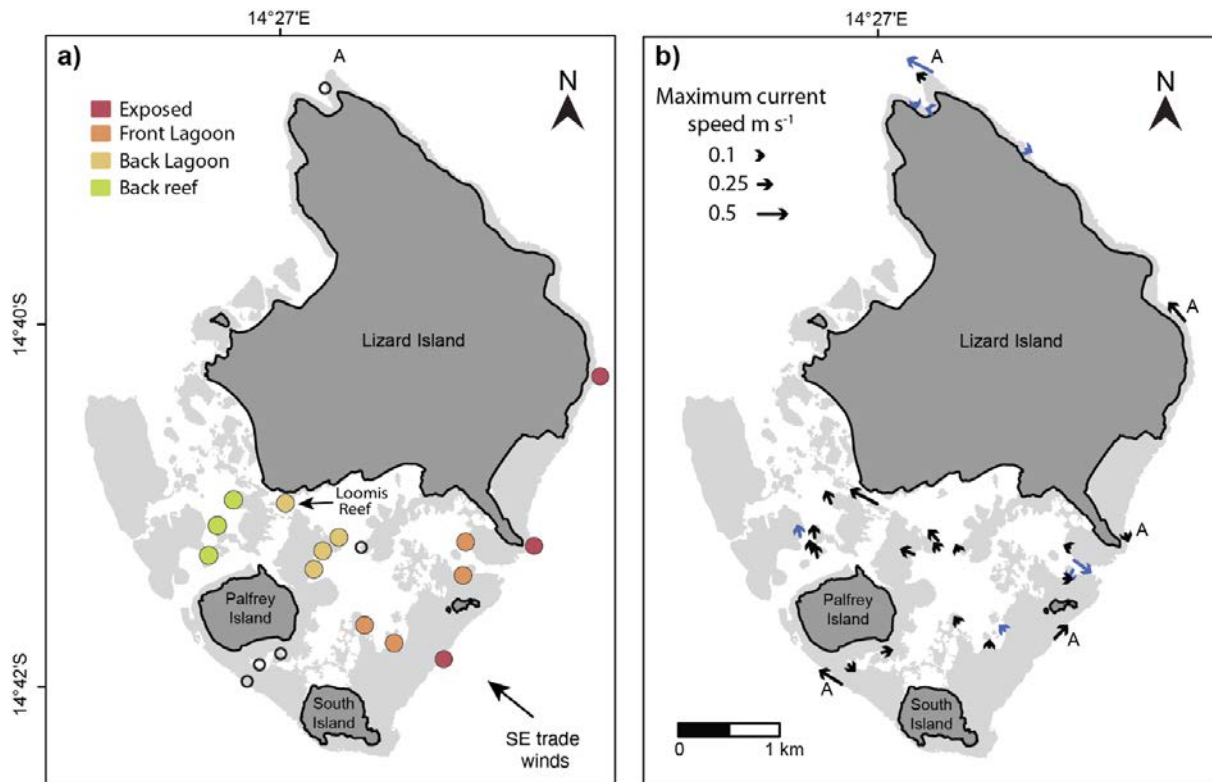 14°27'E
a)
A
N
Exposed
Front Lagoon
Back Lagoon
Back reef
14°40'S
Lizard Island
Loomis
Reef
Palfrey
Island
14°42'S
South
Island
SE trade
winds
14°27'E
b)
A
N
Maximum current
speed m s⁻¹
0.1
0.25
0.5
A
Lizard Island
A
Palfrey
Island
A
A
South
Island
0
1 km